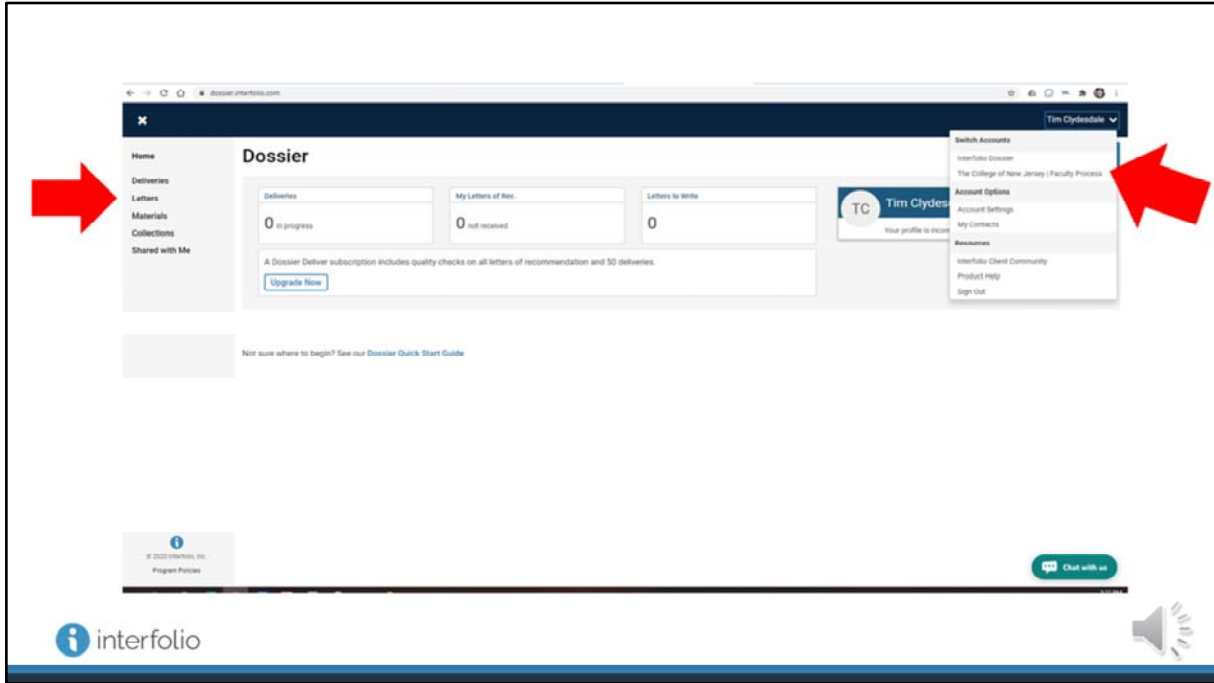 dossier.interfolio.com
Tim Clydesdale
Switch Accounts
Interfolio Dossier
The College of New Jersey | Faculty Process
Account Options
Account Settings
My Contacts
Resources
Interfolio Client Community
Product Help
Sign Out
Home
Deliveries
Letters
Materials
Collections
Shared with Me
Dossier
Deliveries
0 in progress
My Letters of Rec.
0 not received
Letters to Write
0
TC
Tim Clydes
Your profile is incom
A Dossier Deliver subscription includes quality checks on all letters of recommendation and 50 deliveries.
Upgrade Now
Not sure where to begin? See our Dossier Quick Start Guide
© 2020 Interfolio, Inc.
Program Policies
Chat with us
interfolio